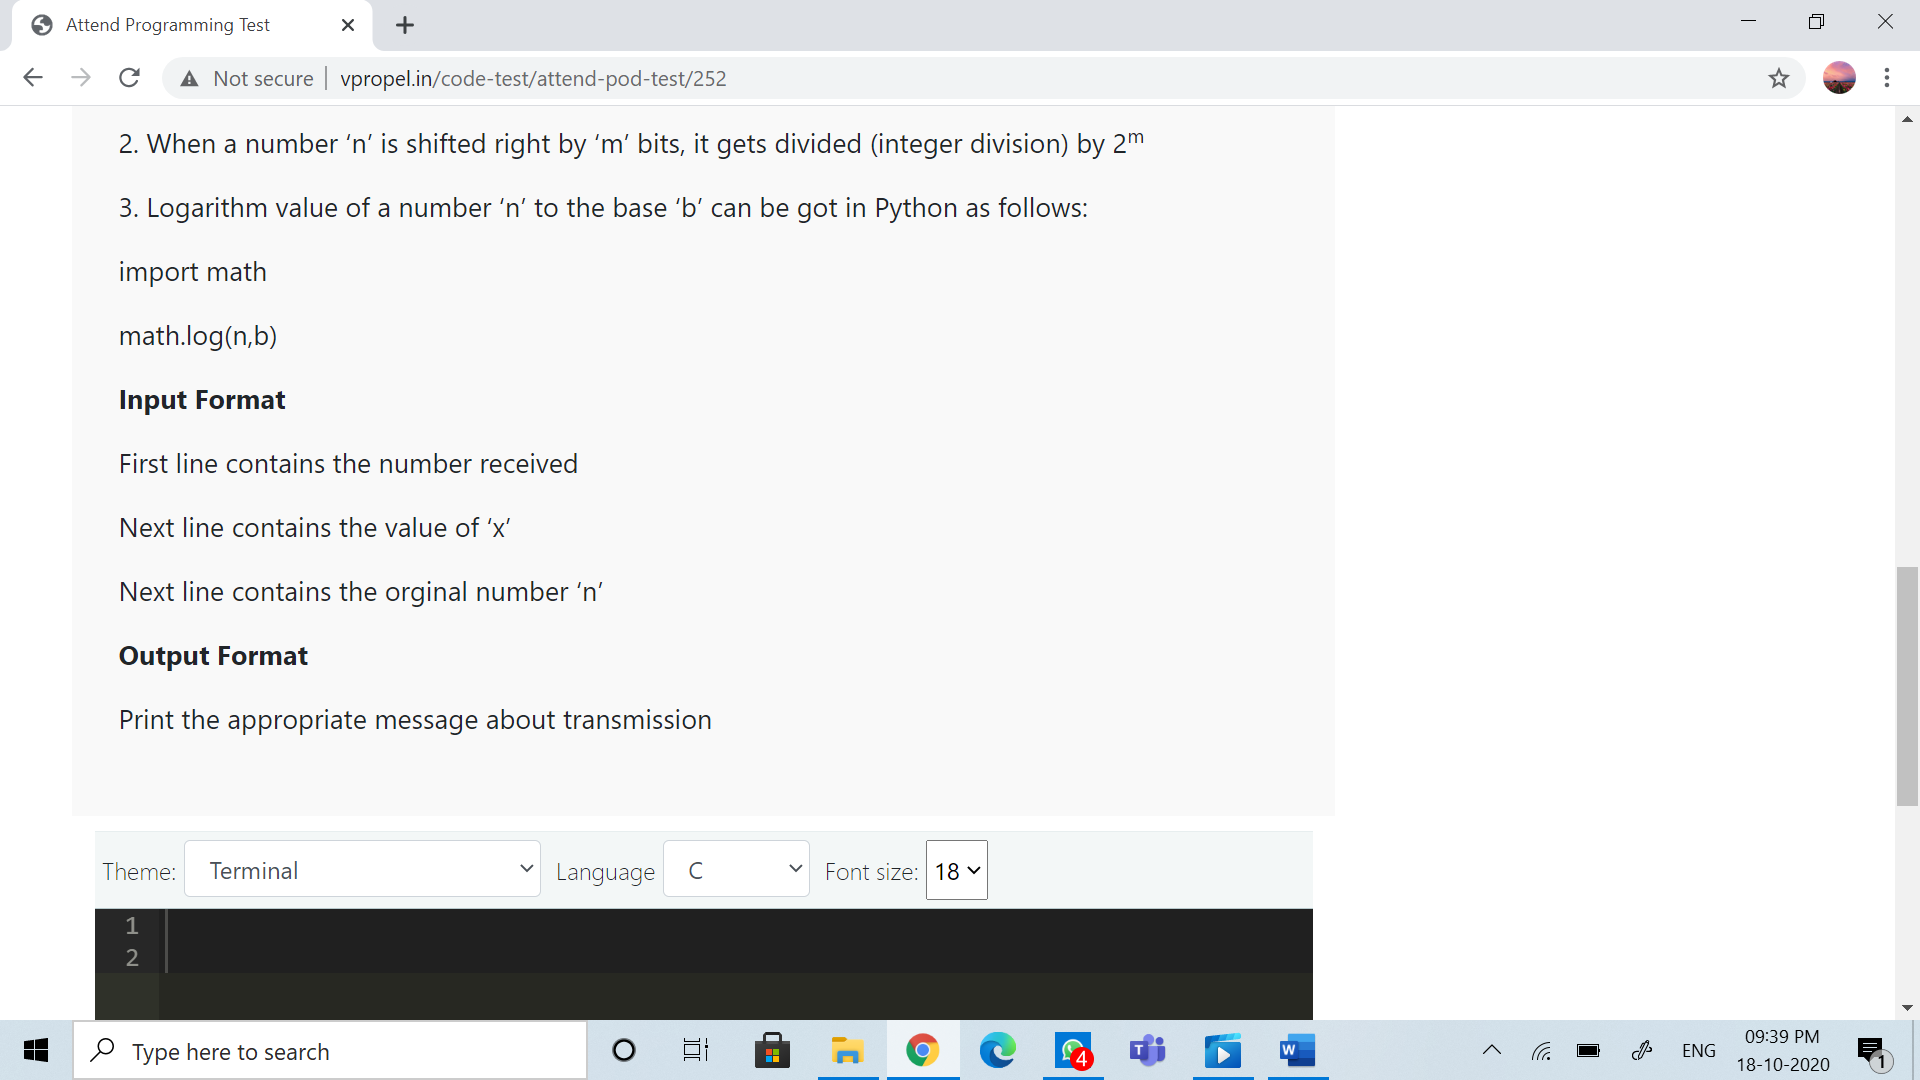 Attend Programming Test
Not secure | vpropel.in/code-test/attend-pod-test/252
2. When a number ‘n’ is shifted right by ‘m’ bits, it gets divided (integer division) by 2ᵐ
3. Logarithm value of a number ‘n’ to the base ‘b’ can be got in Python as follows:
import math
math.log(n,b)
Input Format
First line contains the number received
Next line contains the value of ‘x’
Next line contains the orginal number ‘n’
Output Format
Print the appropriate message about transmission
Theme: Terminal Language C Font size: 18
1
2
Type here to search
4
T
W
ENG
09:39 PM
18-10-2020
1